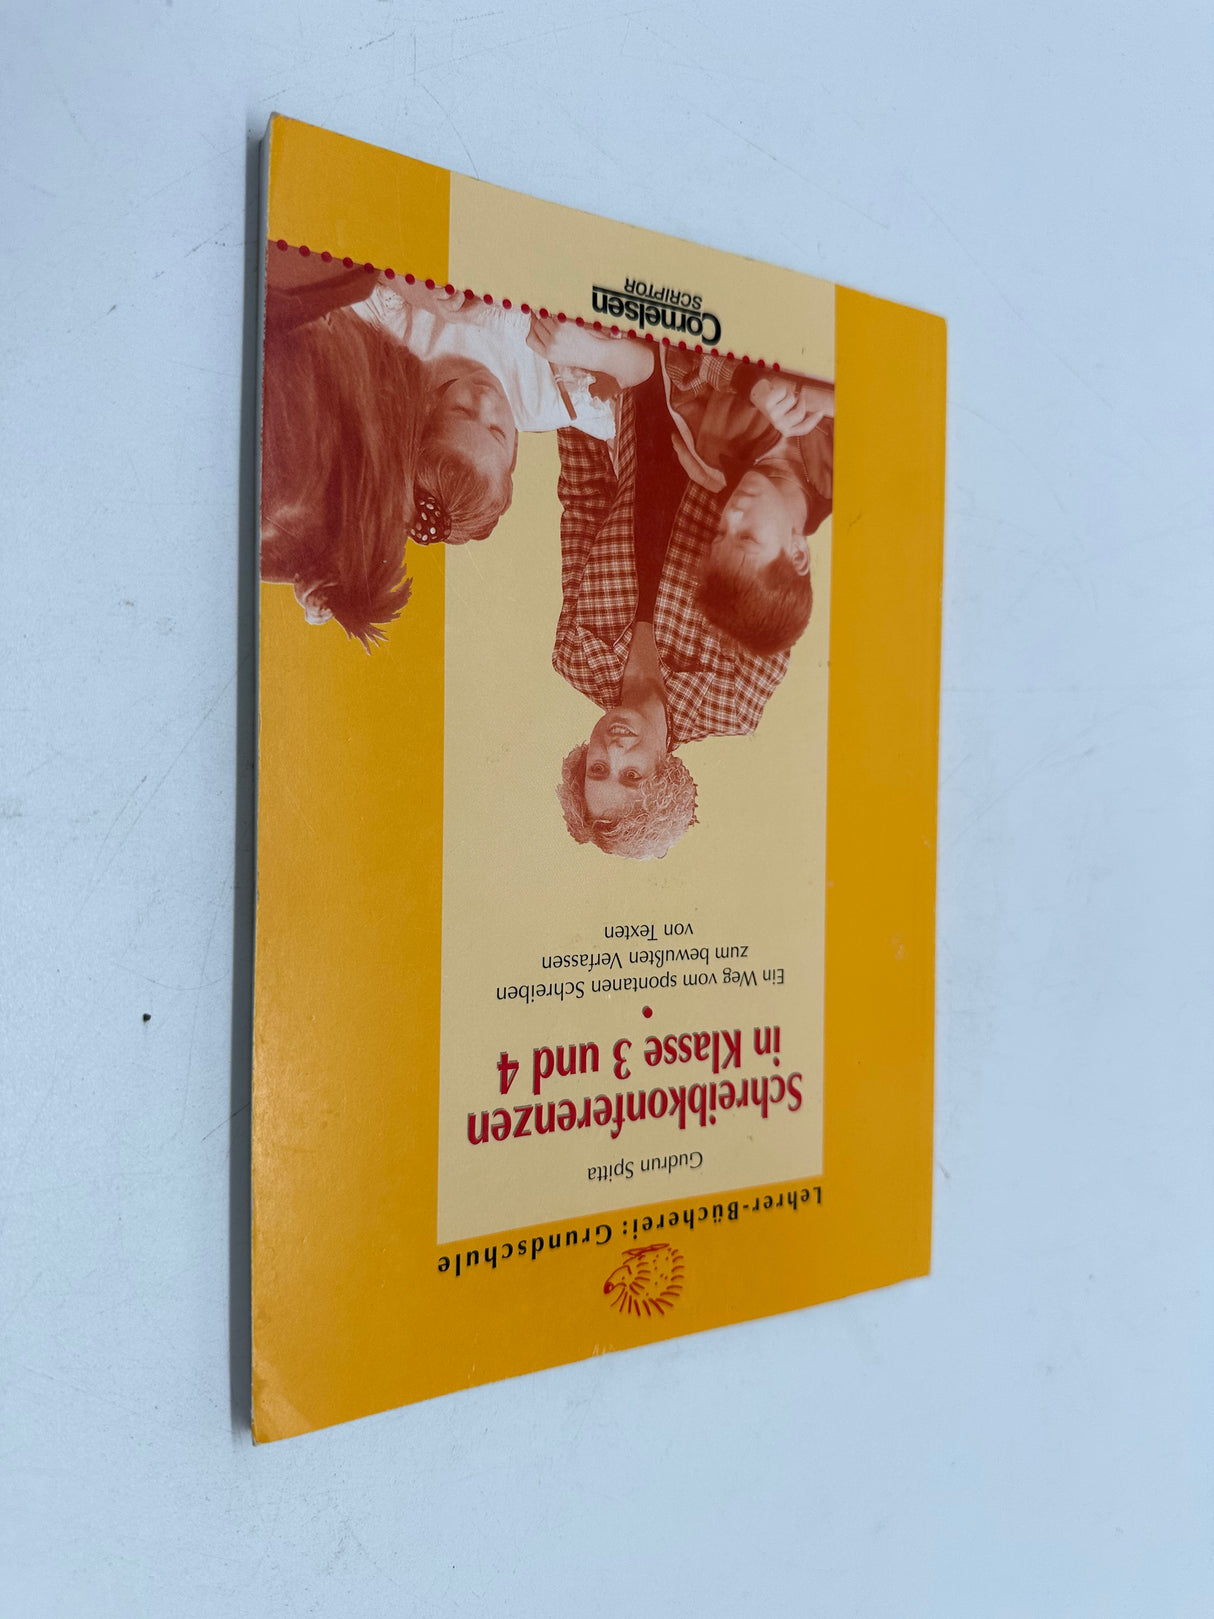 Lehrer-Bücherei: Grundschule
Gudrun Spitta
Schreibkonferenzen
in Klasse 3 und 4
Ein Weg vom spontanen Schreiben
zum bewußten Verfassen
von Texten
Cornelsen
SCRIPTOR